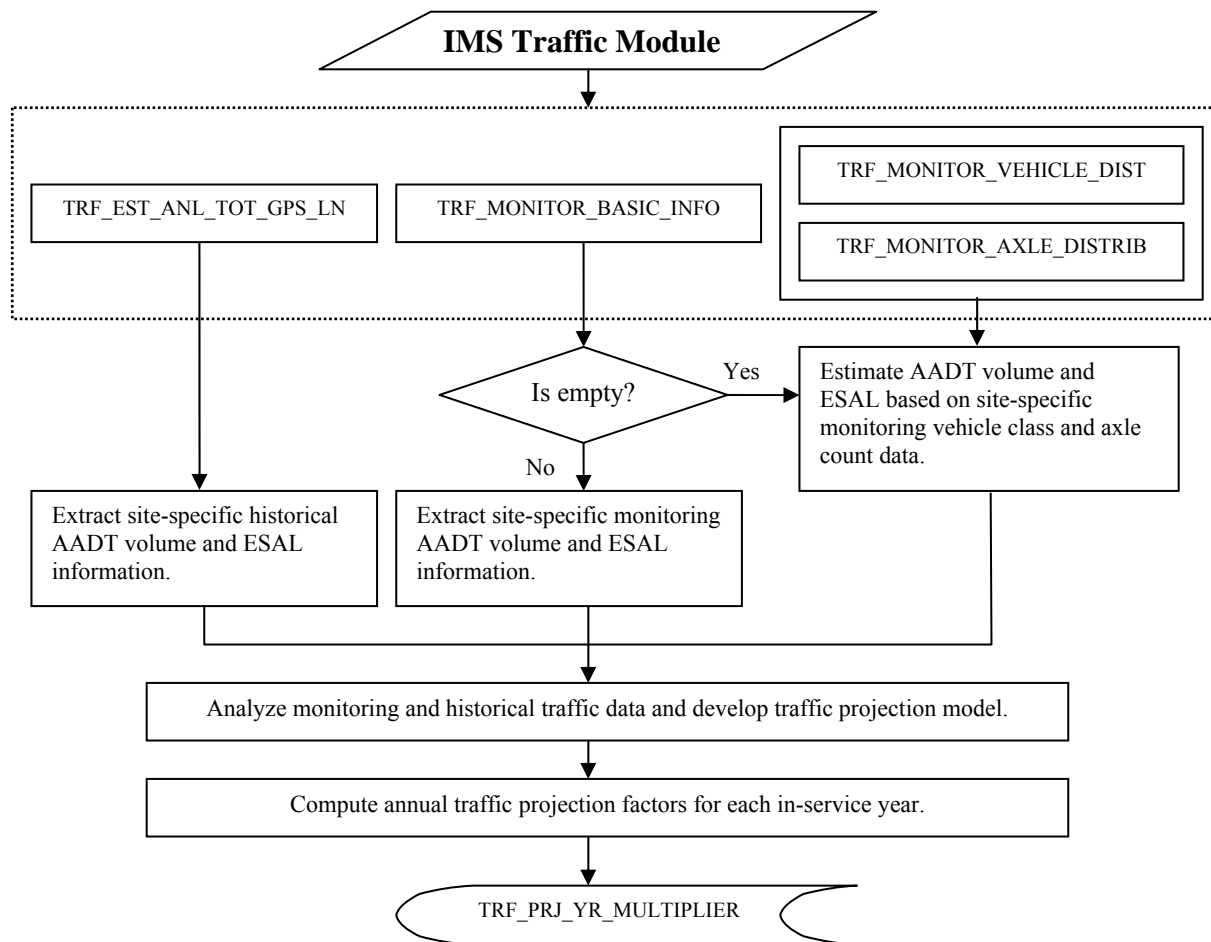 IMS Traffic Module
TRF_MONITOR_VEHICLE_DIST
TRF_EST_ANL_TOT_GPS_LN
TRF_MONITOR_BASIC_INFO
TRF_MONITOR_AXLE_DISTRIB
Is empty?
Yes
No
Estimate AADT volume and
ESAL based on site-specific
monitoring vehicle class and axle
count data.
Extract site-specific historical
AADT volume and ESAL
information.
Extract site-specific monitoring
AADT volume and ESAL
information.
Analyze monitoring and historical traffic data and develop traffic projection model.
Compute annual traffic projection factors for each in-service year.
TRF_PRJ_YR_MULTIPLIER